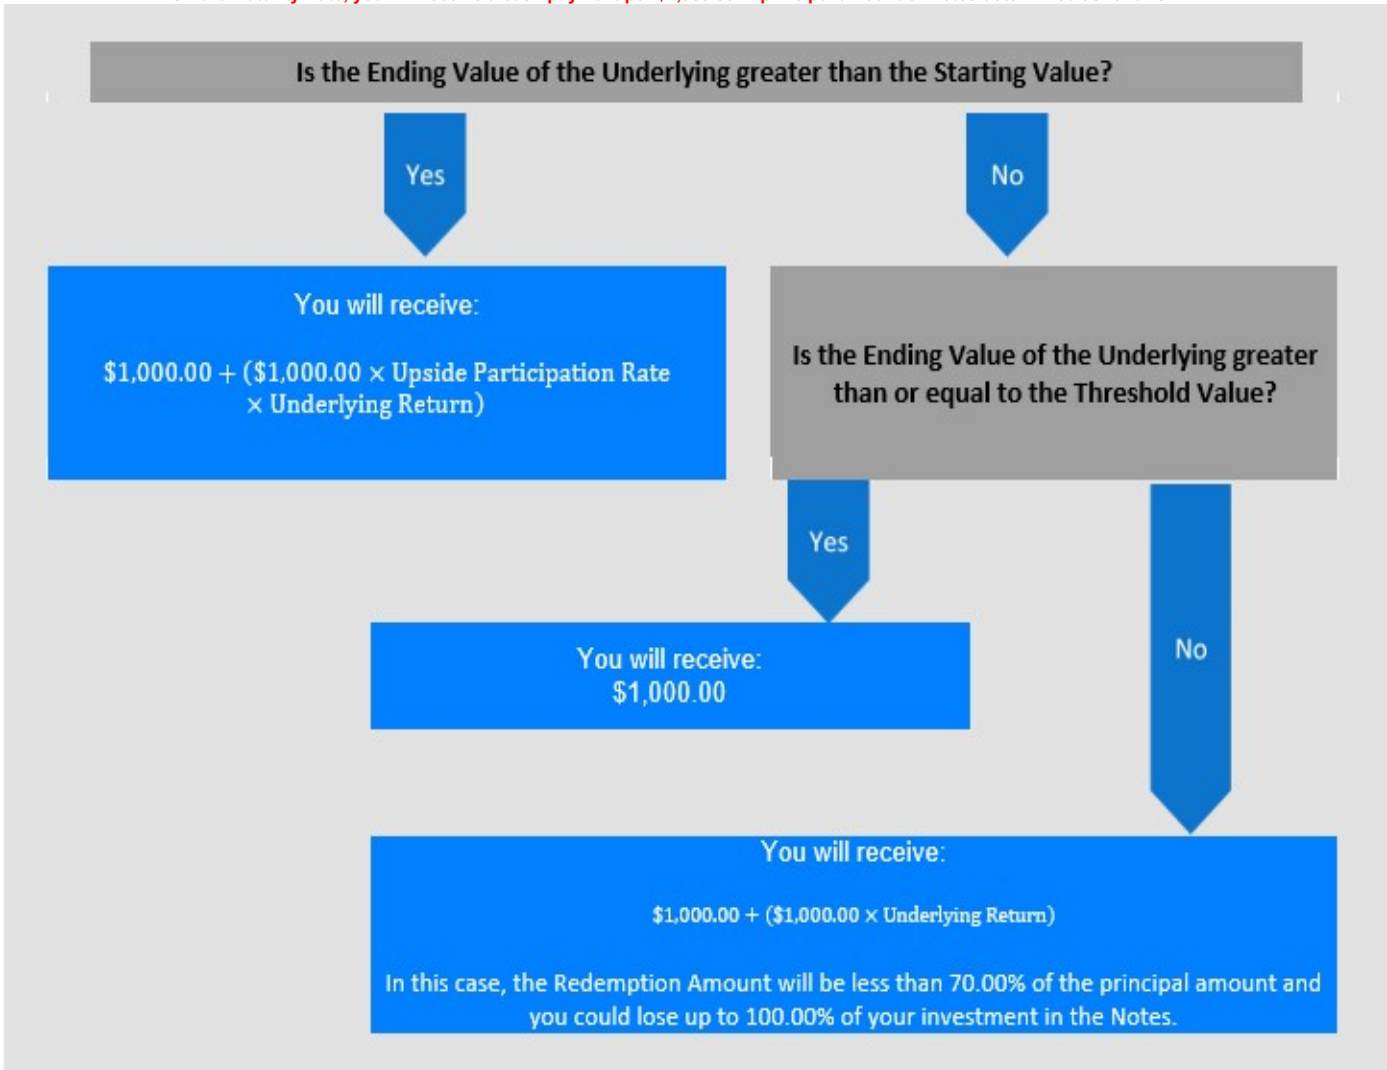 Is the Ending Value of the Underlying greater than the Starting Value?
Yes
No
You will receive:
$1,000.00 + ($1,000.00 × Upside Participation Rate
× Underlying Return)
Is the Ending Value of the Underlying greater
than or equal to the Threshold Value?
Yes
No
You will receive:
$1,000.00
You will receive:
$1,000.00 + ($1,000.00 × Underlying Return)
In this case, the Redemption Amount will be less than 70.00% of the principal amount and
you could lose up to 100.00% of your investment in the Notes.